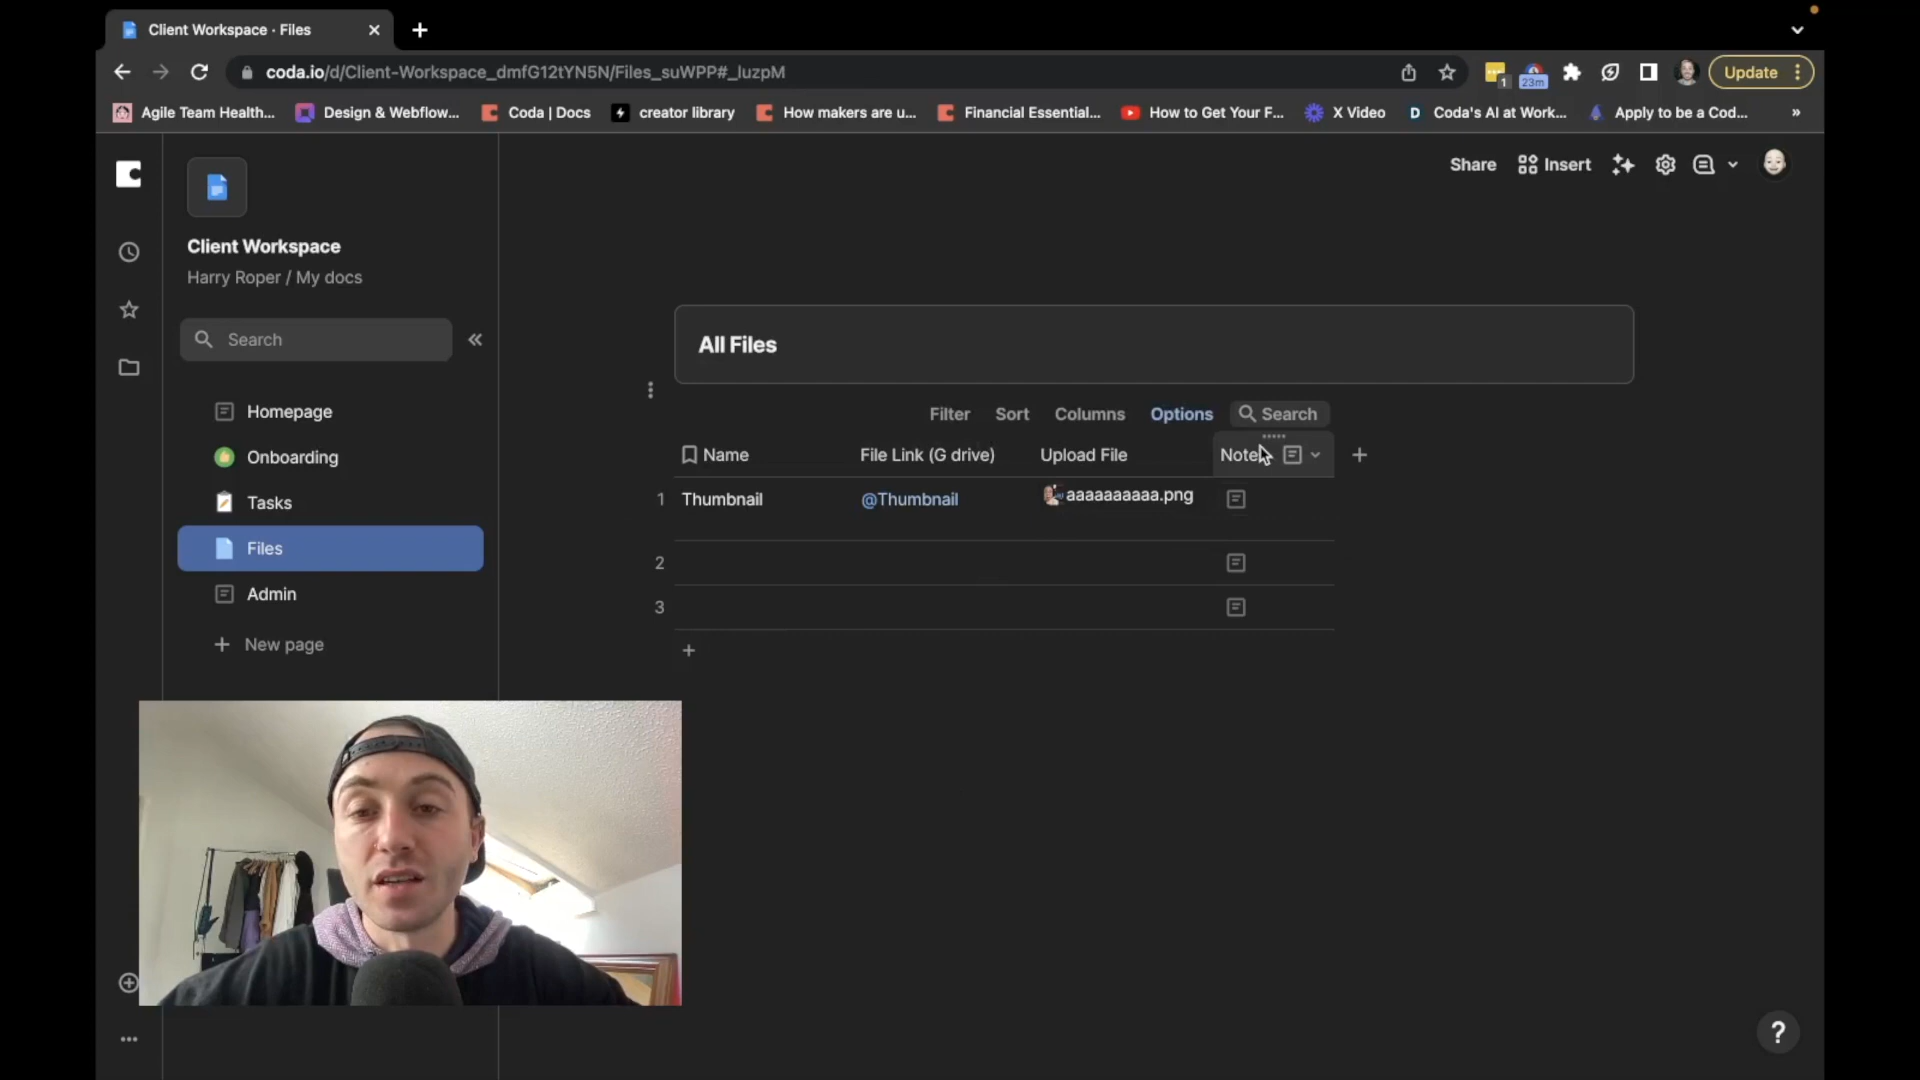 Client Workspace · Files
coda.io/d/Client-Workspace_dmfG12tYN5N/Files_suWPP#_luzpM
1
23m
Update
Agile Team Health...
Design & Webflow...
Coda | Docs
creator library
How makers are u...
Financial Essential...
How to Get Your F...
X Video
Coda's AI at Work...
Apply to be a Cod...
»
Share
Insert
Client Workspace
Harry Roper / My docs
Search
Homepage
Onboarding
Tasks
Files
Admin
New page
All Files
Filter
Sort
Columns
Options
Search
Name
File Link (G drive)
Upload File
Note
1
Thumbnail
@Thumbnail
aaaaaaaaaa.png
2
3
?